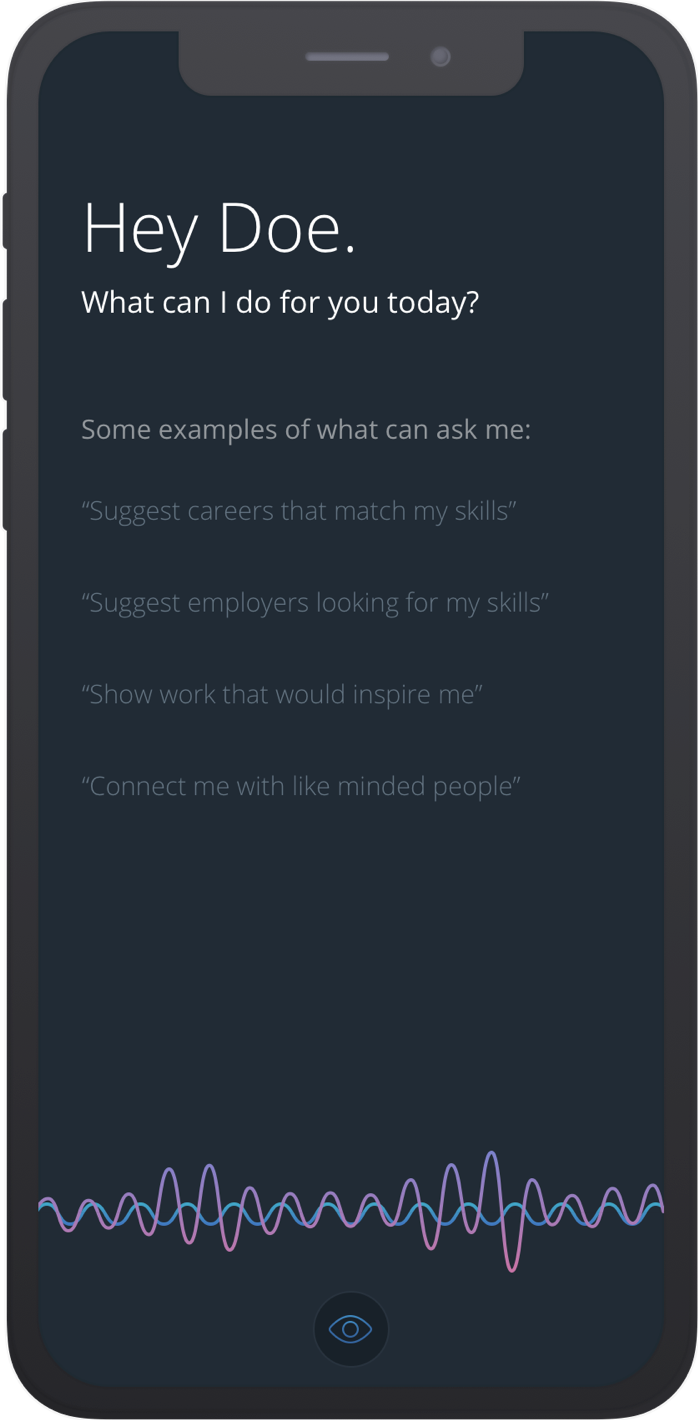 Hey Doe.
What can I do for you today?
Some examples of what can ask me:
“Suggest careers that match my skills”
“Suggest employers looking for my skills”
“Show work that would inspire me”
“Connect me with like minded people”